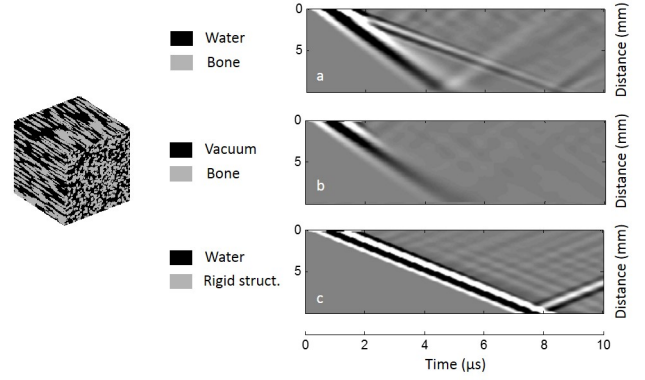 Water
Bone
0
5
a
Distance (mm)
Vacuum
Bone
0
5
b
Distance (mm)
Water
Rigid struct.
0
5
c
Distance (mm)
0 2 4 6 8 10
Time (µs)